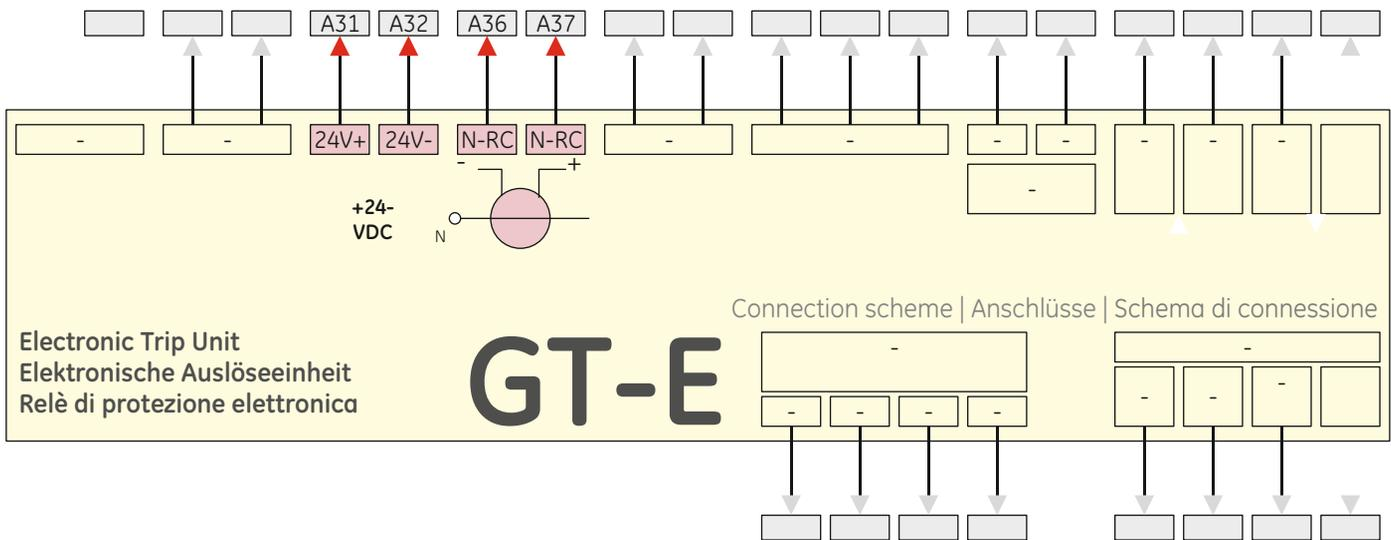 A31 A32 A36 A37
- - 24V+ 24V- N-RC N-RC - - - - - - -
- +
-
+24-
VDC
N
Connection scheme | Anschlüsse | Schema di connessione
Electronic Trip Unit
Elektronische Auslöseeinheit
Relè di protezione elettronica
GT-E
- -
- - - - - - -